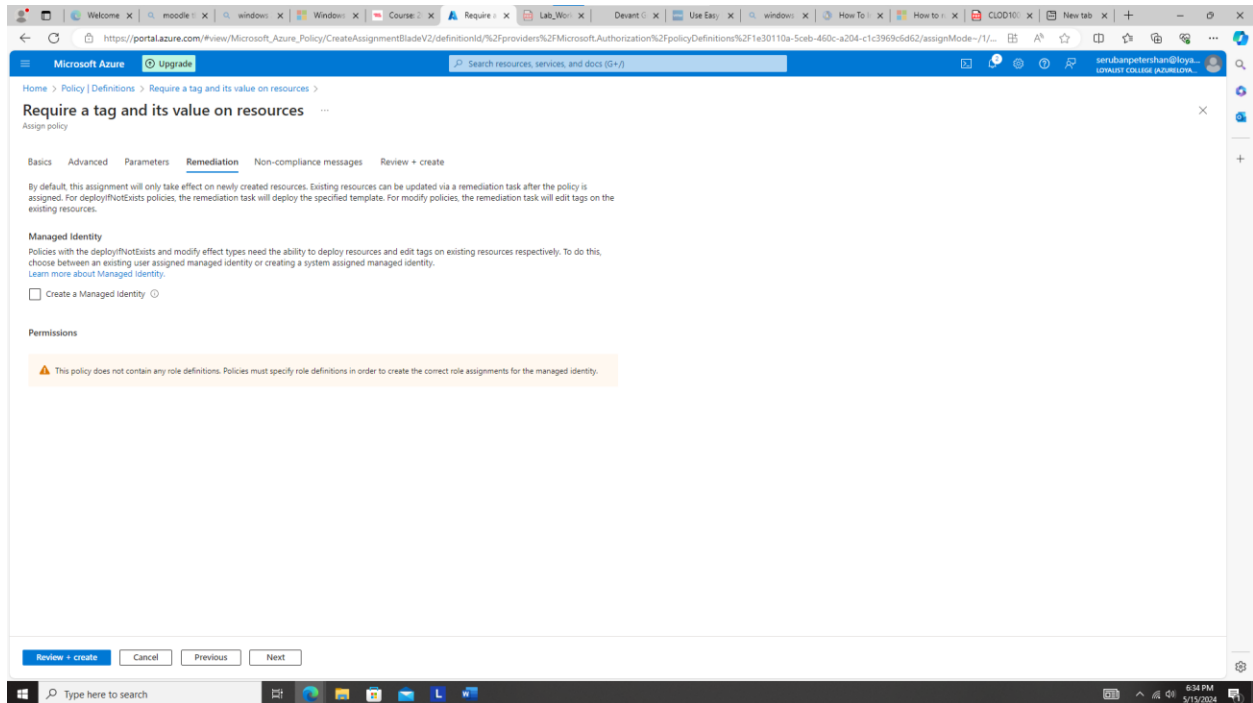 Welcome
moodle
windows
Windows
Course: 2
Require a
Lab_Wor
Devant G
Use Easy
windows
How To
How to
CLOD100
New tab
https://portal.azure.com/#view/Microsoft_Azure_Policy/CreateAssignmentBladeV2/definitionId/%2Fproviders%2FMicrosoft.Authorization%2FpolicyDefinitions%2F1e30110a-5ceb-460c-a204-c1c3969c6d62/assignMode~/1/...
Microsoft Azure
Upgrade
Search resources, services, and docs (G+/)
2
serubanpetershan@loya...
LOYALIST COLLEGE (AZURELOYA...
Home > Policy | Definitions > Require a tag and its value on resources >
Require a tag and its value on resources ...
Assign policy
Basics Advanced Parameters Remediation Non-compliance messages Review + create
By default, this assignment will only take effect on newly created resources. Existing resources can be updated via a remediation task after the policy is
assigned. For deployIfNotExists policies, the remediation task will deploy the specified template. For modify policies, the remediation task will edit tags on the
existing resources.
Managed Identity
Policies with the deployIfNotExists and modify effect types need the ability to deploy resources and edit tags on existing resources respectively. To do this,
choose between an existing user assigned managed identity or creating a system assigned managed identity.
Learn more about Managed Identity.
Create a Managed Identity
Permissions
This policy does not contain any role definitions. Policies must specify role definitions in order to create the correct role assignments for the managed identity.
Review + create Cancel Previous Next
Type here to search
L
6:34 PM
5/15/2024